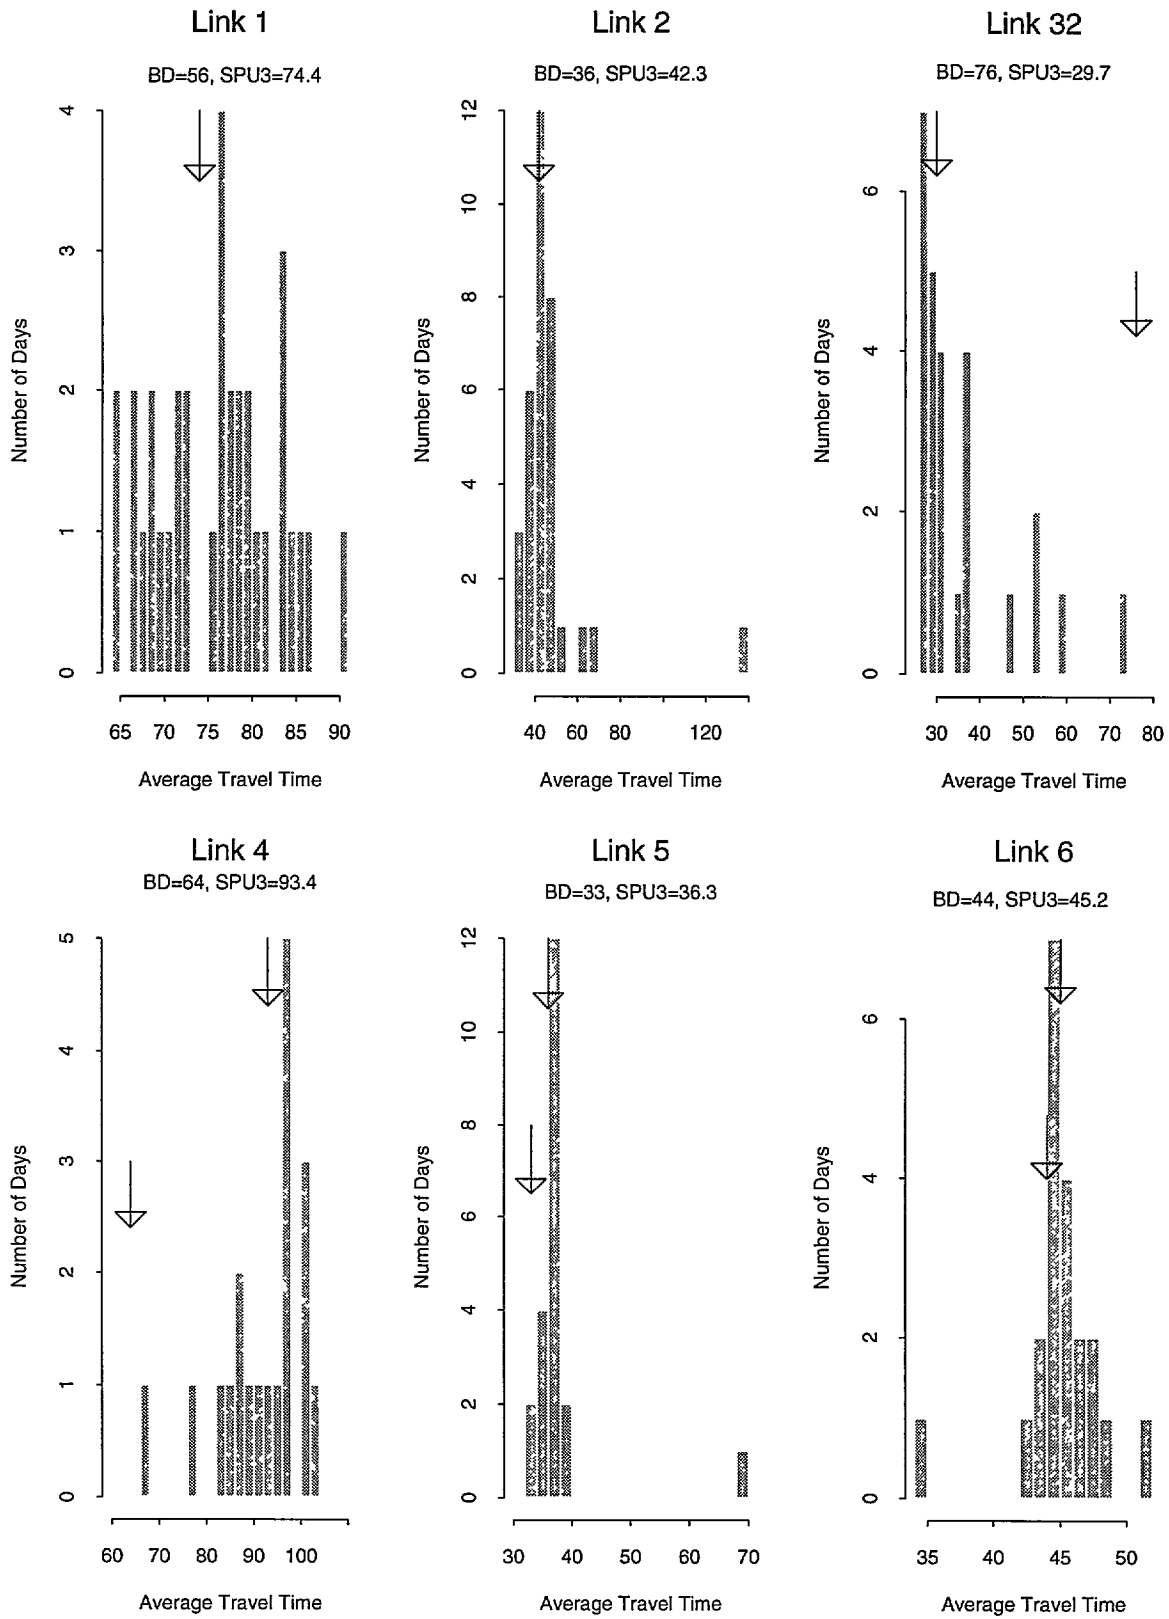 Link 1
BD=56, SPU3=74.4
Number of Days
4
3
2
1
0
65 70 75 80 85 90
Average Travel Time
Link 2
BD=36, SPU3=42.3
Number of Days
12
10
8
6
4
2
0
40 60 80 120
Average Travel Time
Link 32
BD=76, SPU3=29.7
Number of Days
6
4
2
0
30 40 50 60 70 80
Average Travel Time
Link 4
BD=64, SPU3=93.4
Number of Days
5
4
3
2
1
0
60 70 80 90 100
Average Travel Time
Link 5
BD=33, SPU3=36.3
Number of Days
12
10
8
6
4
2
0
30 40 50 60 70
Average Travel Time
Link 6
BD=44, SPU3=45.2
Number of Days
6
4
2
0
35 40 45 50
Average Travel Time